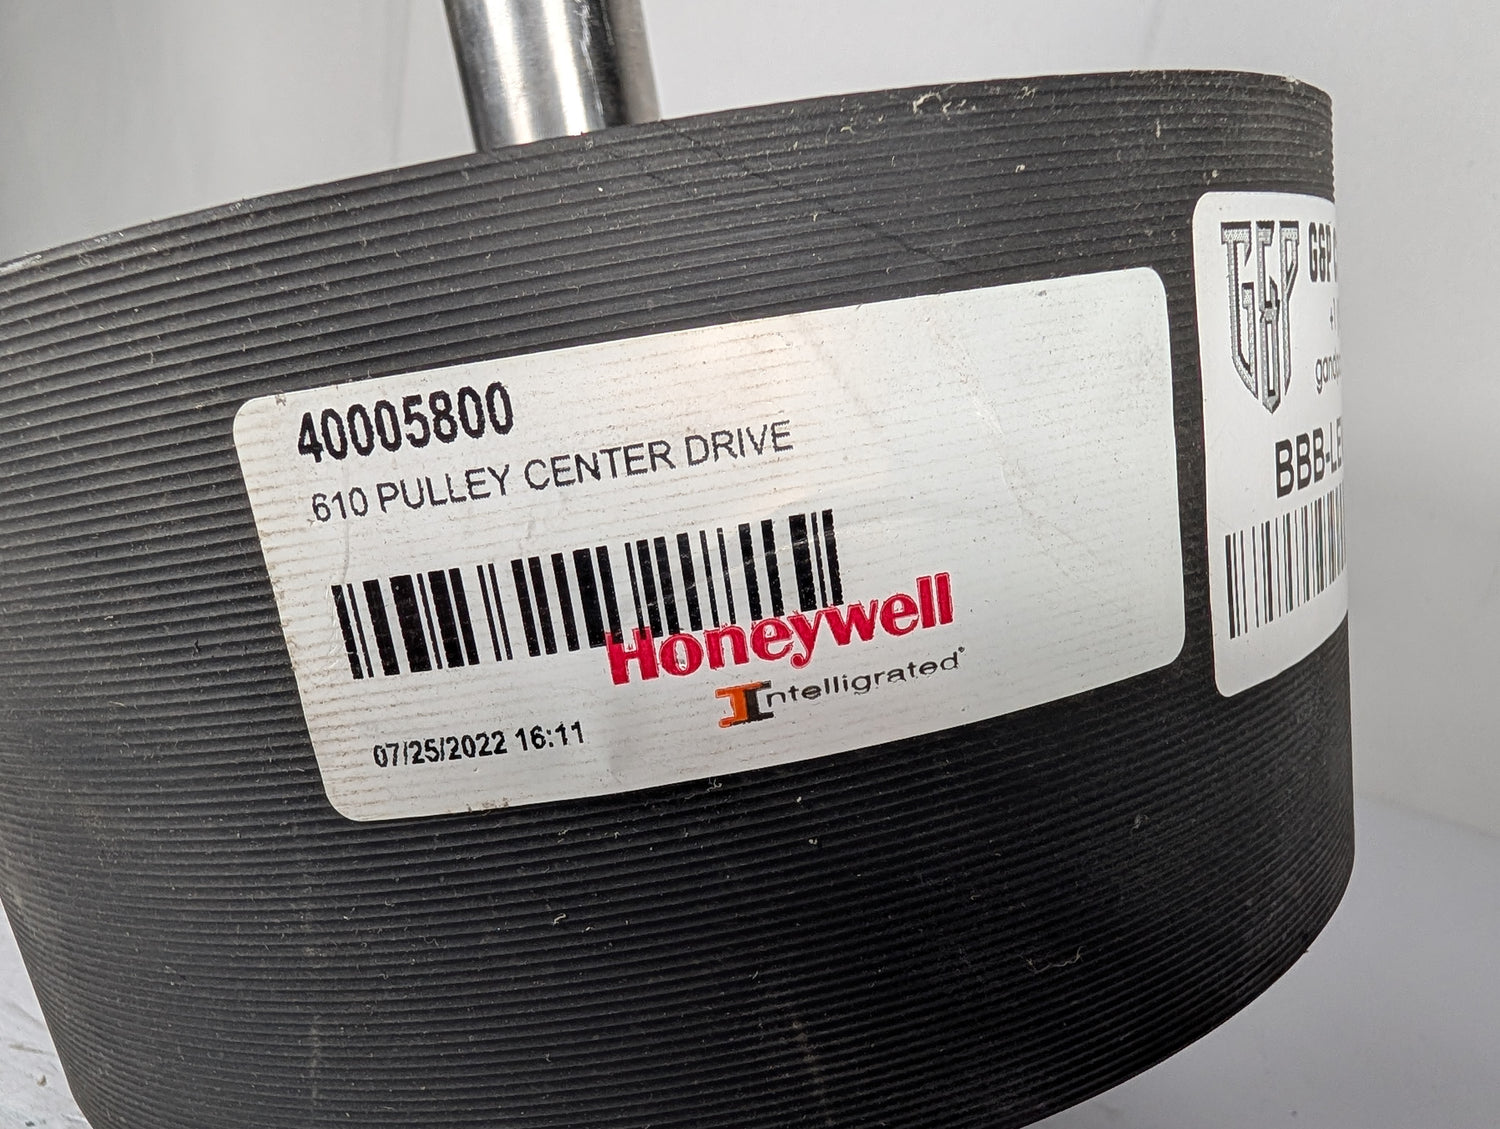 40005800
610 PULLEY CENTER DRIVE
Honeywell
Intelligrated
07/25/2022 16:11
G&P
G&P
BBB-LE